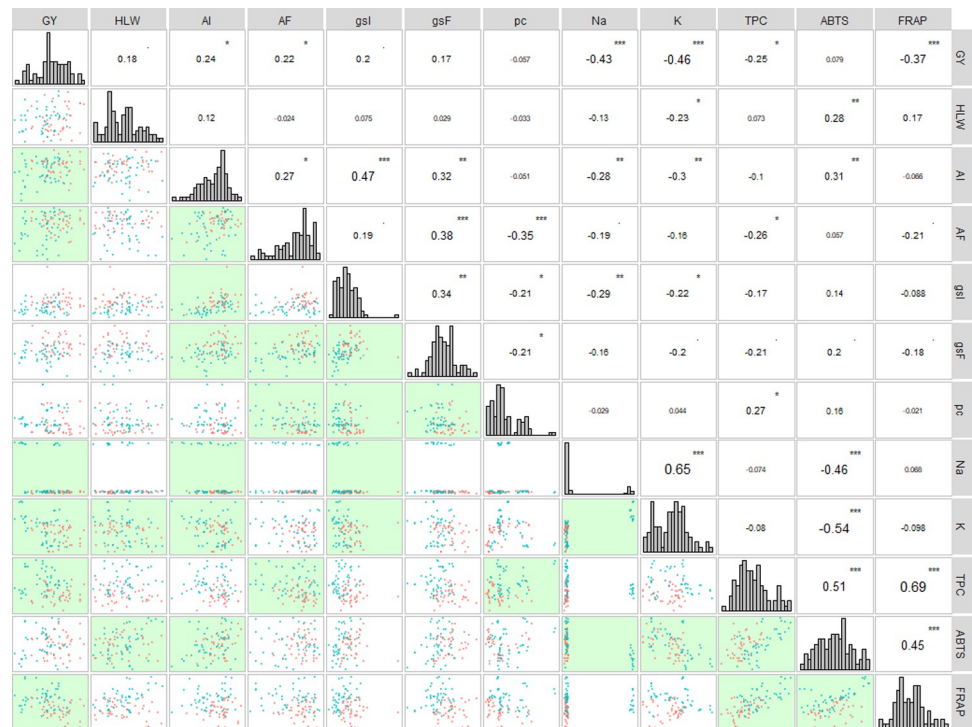 GY HLW AI AF gsI gsF pc Na K TPC ABTS FRAP
0.18 . 0.24 * 0.22 * 0.2 . 0.17 -0.057 -0.43 *** -0.46 *** -0.25 * 0.079 -0.37 *** GY
0.12 -0.024 0.075 0.029 -0.033 -0.13 -0.23 * 0.073 0.28 ** 0.17 HLW
0.27 * 0.47 *** 0.32 ** -0.051 -0.28 ** -0.3 ** -0.1 0.31 ** -0.066 AI
0.19 . 0.38 *** -0.35 *** -0.19 . -0.16 -0.26 * 0.057 -0.21 . AF
0.34 ** -0.21 * -0.29 ** -0.22 * -0.17 0.14 -0.088 gsI
-0.21 * -0.16 -0.2 . -0.21 . 0.2 . -0.18 . gsF
-0.029 0.044 0.27 * 0.16 -0.021 pc
0.65 *** -0.074 -0.46 *** 0.068 Na
-0.08 -0.54 *** -0.098 K
0.51 *** 0.69 *** TPC
0.45 *** ABTS
FRAP